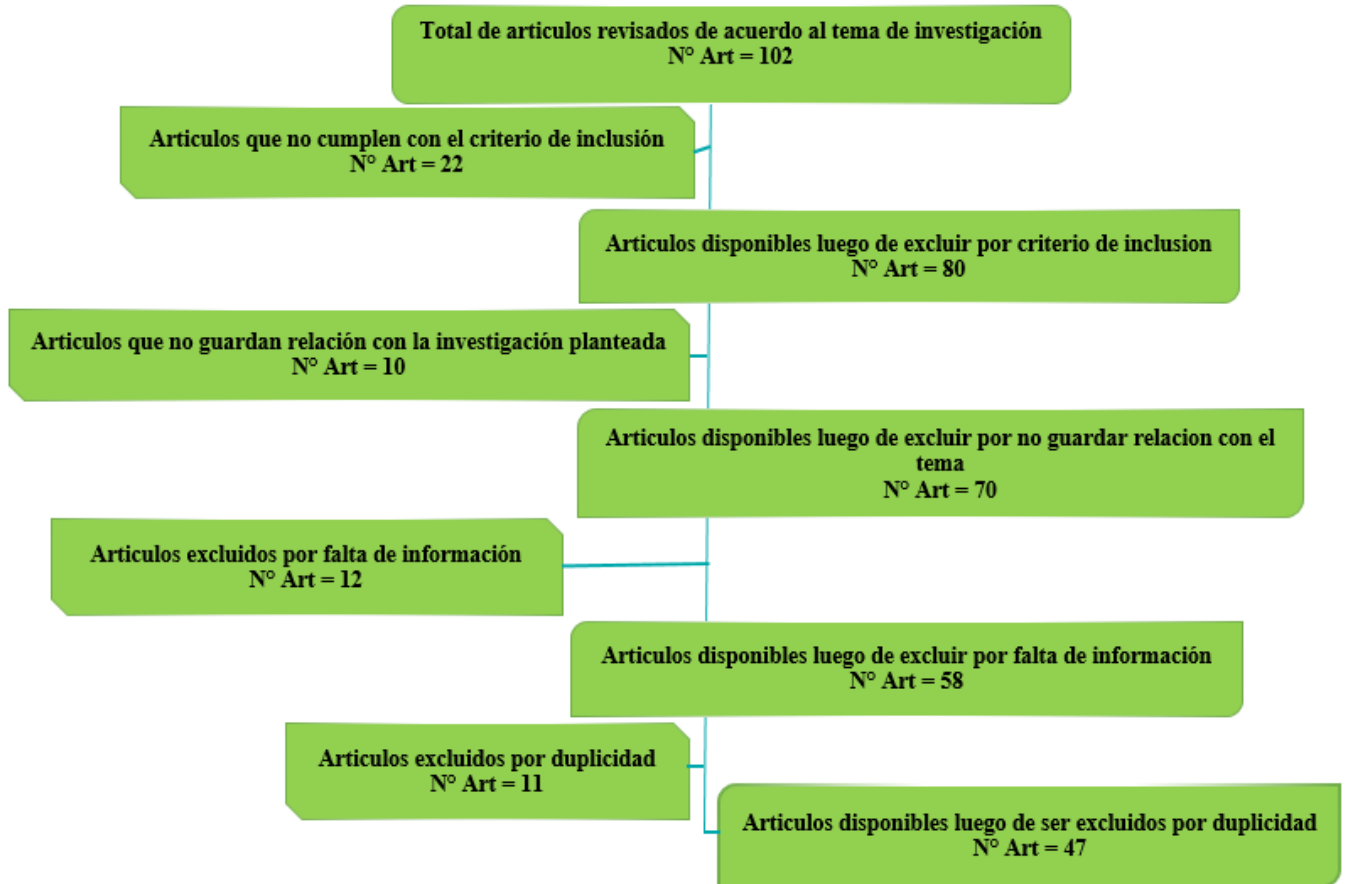 Total de articulos revisados de acuerdo al tema de investigación
N° Art = 102
Articulos que no cumplen con el criterio de inclusión
N° Art = 22
Articulos disponibles luego de excluir por criterio de inclusion
N° Art = 80
Articulos que no guardan relación con la investigación planteada
N° Art = 10
Articulos disponibles luego de excluir por no guardar relacion con el
tema
N° Art = 70
Articulos excluidos por falta de información
N° Art = 12
Articulos disponibles luego de excluir por falta de información
N° Art = 58
Articulos excluidos por duplicidad
N° Art = 11
Articulos disponibles luego de ser excluidos por duplicidad
N° Art = 47